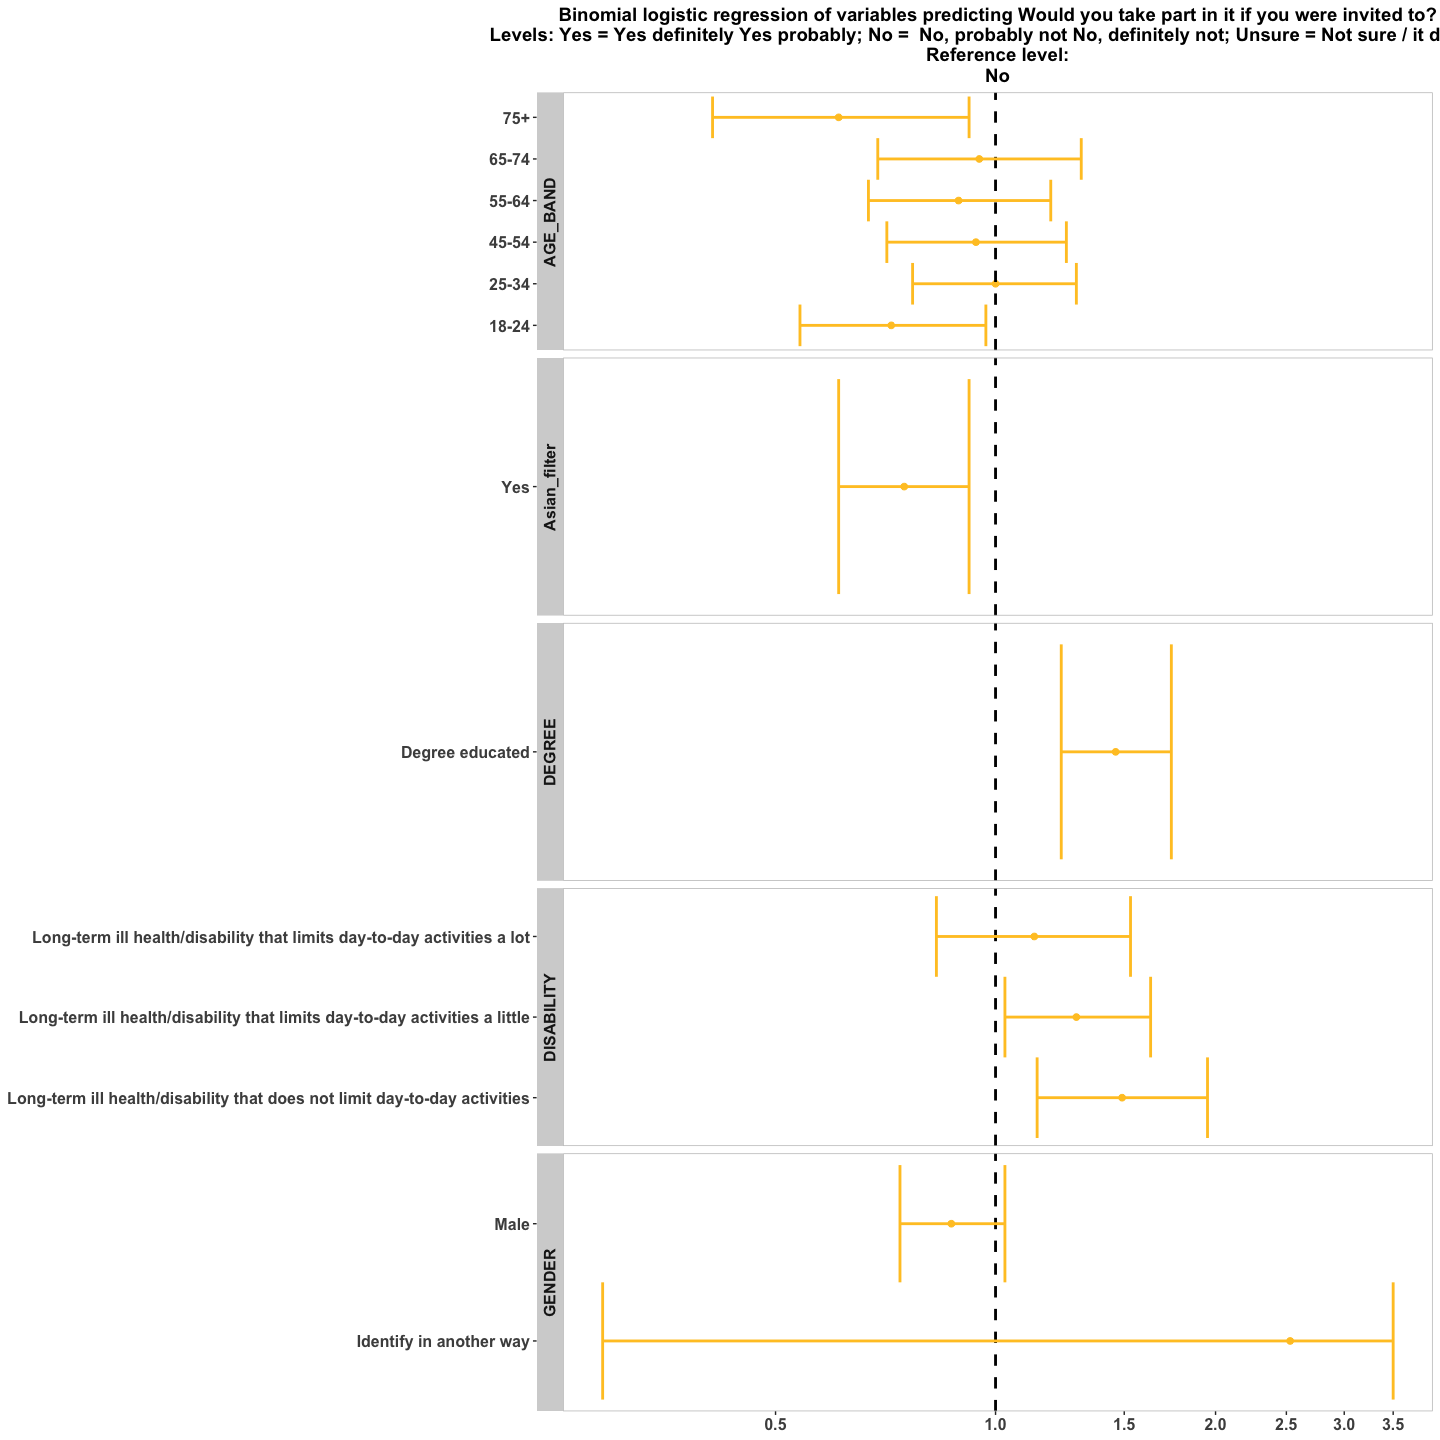 Binomial logistic regression of variables predicting Would you take part in it if you were invited to?
Levels: Yes = Yes definitely Yes probably; No =  No, probably not No, definitely not; Unsure = Not sure / it d
Reference level:
No
AGE_BAND
75+
65-74
55-64
45-54
25-34
18-24
Asian_filter
Yes
DEGREE
Degree educated
DISABILITY
Long-term ill health/disability that limits day-to-day activities a lot
Long-term ill health/disability that limits day-to-day activities a little
Long-term ill health/disability that does not limit day-to-day activities
GENDER
Male
Identify in another way
0.5 1.0 1.5 2.0 2.5 3.0 3.5